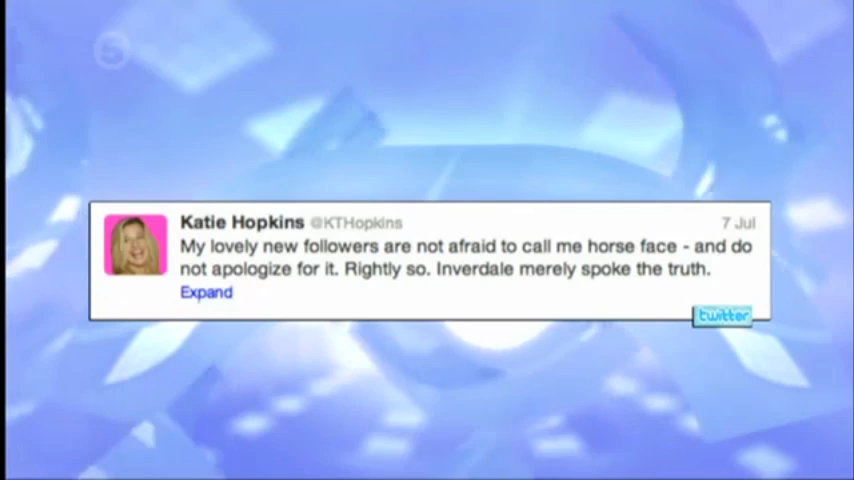 5
Katie Hopkins @KTHopkins 7 Jul
My lovely new followers are not afraid to call me horse face - and do
not apologize for it. Rightly so. Inverdale merely spoke the truth.
Expand
twitter